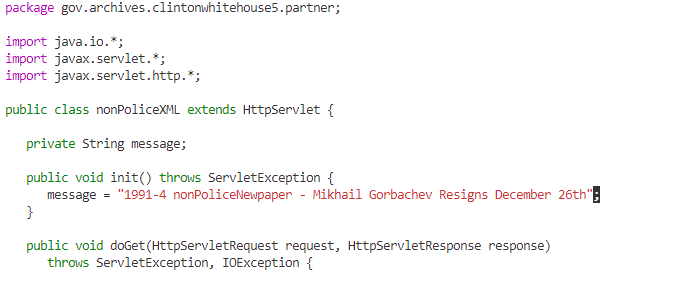 package gov.archives.clintonwhitehouse5.partner;
import java.io.*;
import javax.servlet.*;
import javax.servlet.http.*;
public class nonPoliceXML extends HttpServlet {
private String message;
public void init() throws ServletException {
message = "1991-4 nonPoliceNewpaper - Mikhail Gorbachev Resigns December 26th";
}
public void doGet(HttpServletRequest request, HttpServletResponse response)
throws ServletException, IOException {